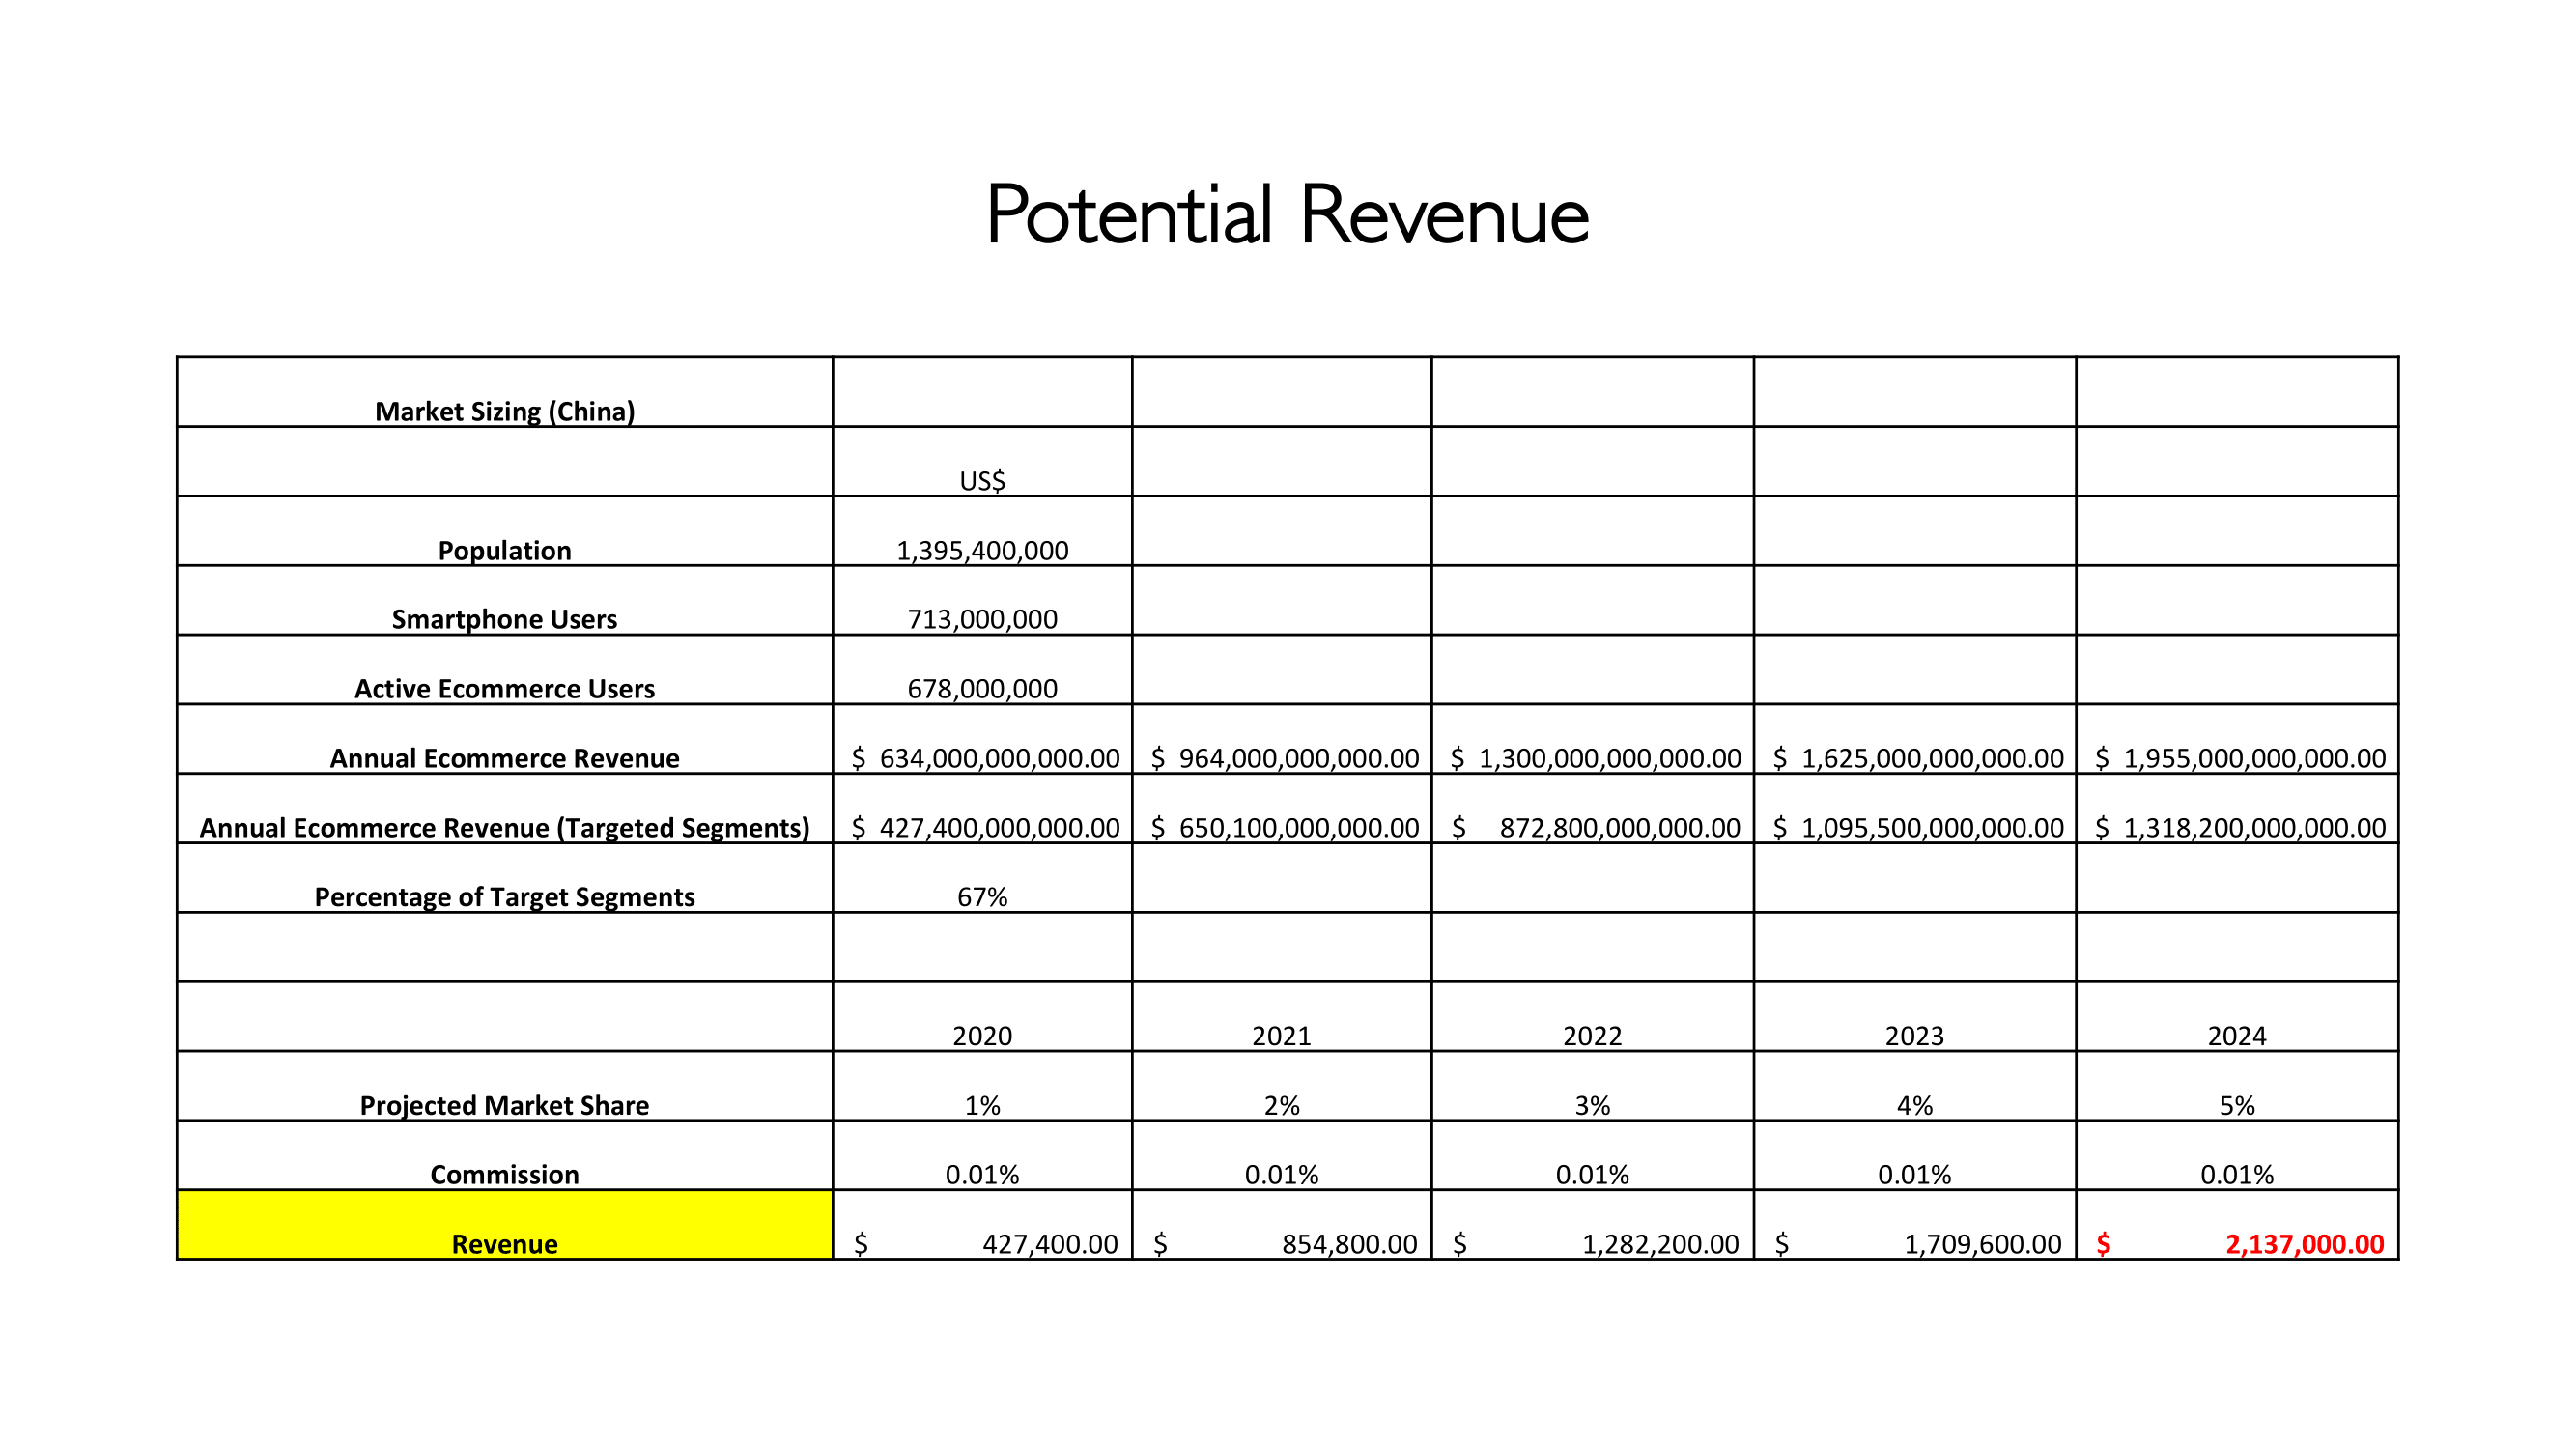 Potential Revenue
Market Sizing (China)
US$
Population 1,395,400,000
Smartphone Users 713,000,000
Active Ecommerce Users 678,000,000
Annual Ecommerce Revenue $ 634,000,000,000.00 $ 964,000,000,000.00 $ 1,300,000,000,000.00 $ 1,625,000,000,000.00 $ 1,955,000,000,000.00
Annual Ecommerce Revenue (Targeted Segments) $ 427,400,000,000.00 $ 650,100,000,000.00 $ 872,800,000,000.00 $ 1,095,500,000,000.00 $ 1,318,200,000,000.00
Percentage of Target Segments 67%
2020 2021 2022 2023 2024
Projected Market Share 1% 2% 3% 4% 5%
Commission 0.01% 0.01% 0.01% 0.01% 0.01%
Revenue $ 427,400.00 $ 854,800.00 $ 1,282,200.00 $ 1,709,600.00 $ 2,137,000.00